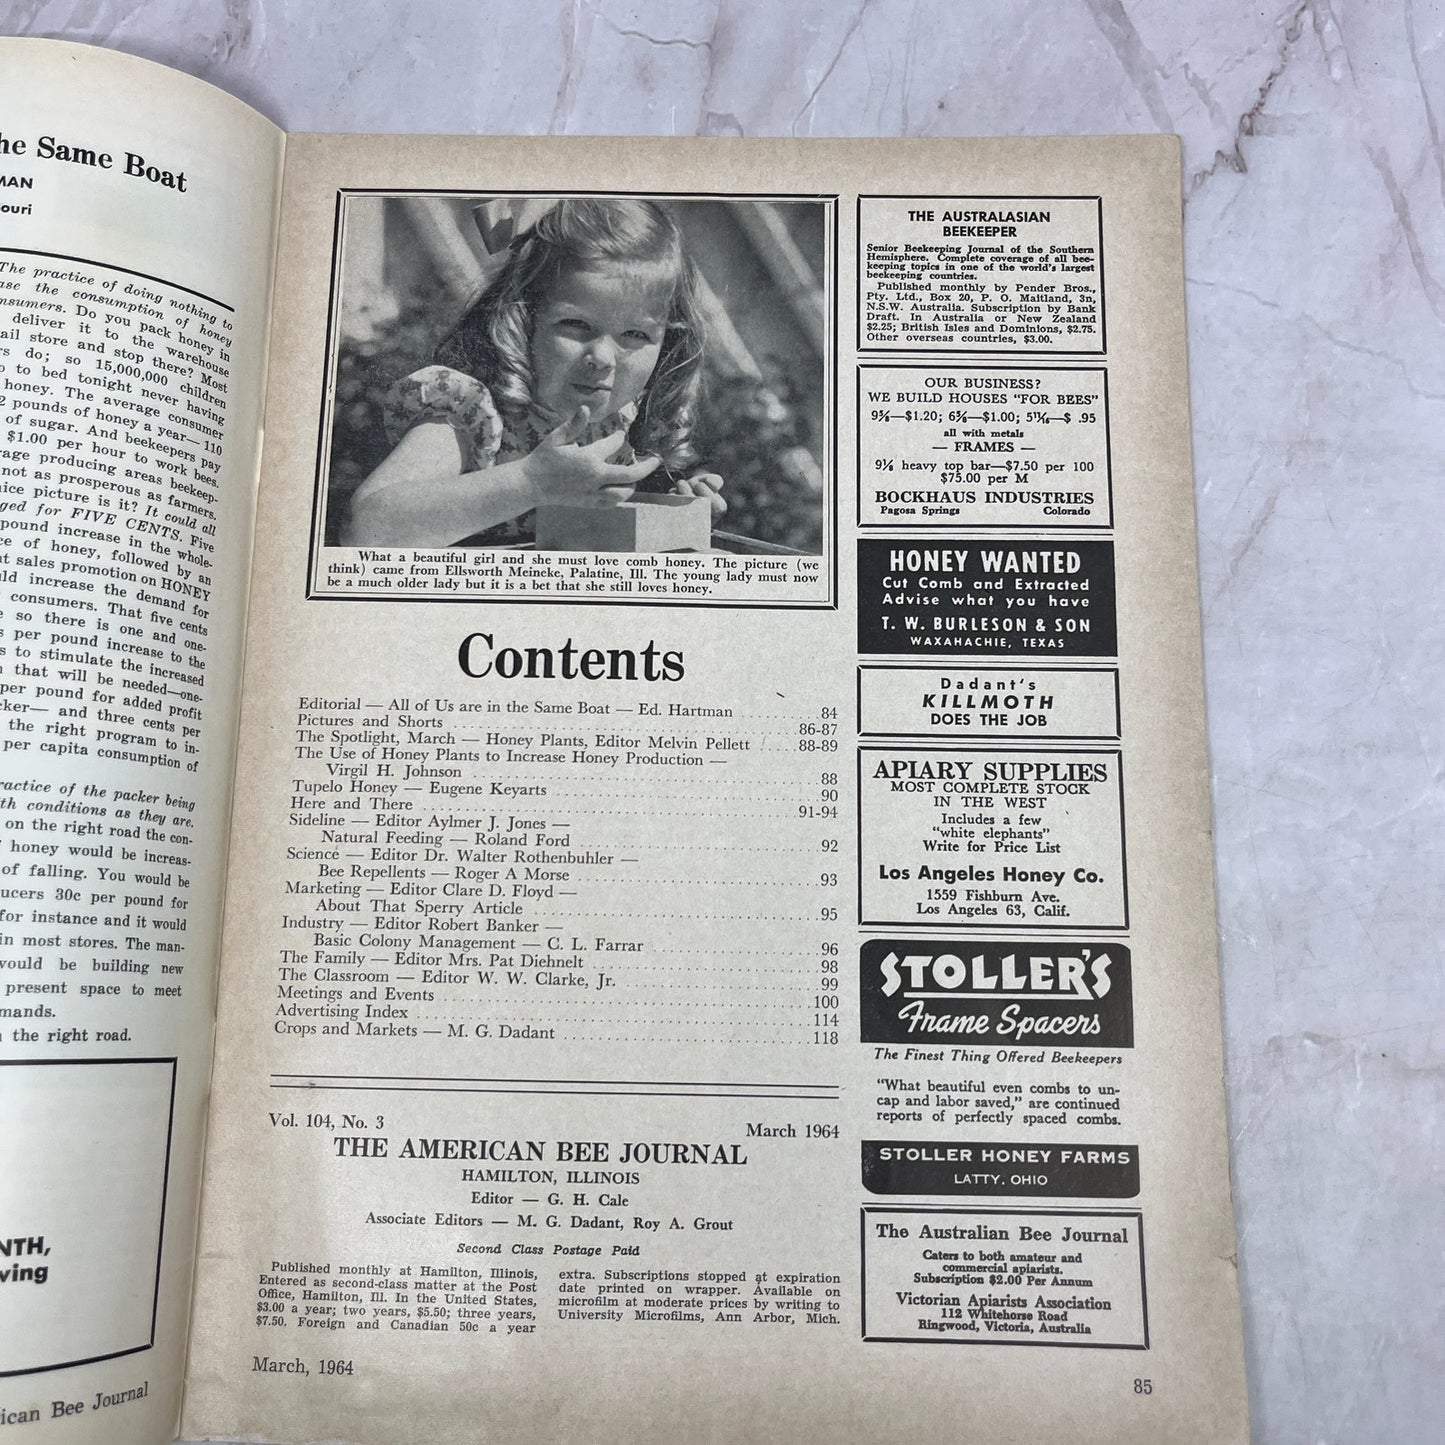 he Same Boat
MAN
ouri
The practice of doing nothing to
ase the consumption of honey
nsumers. Do you pack honey in
deliver it to the warehouse
ail store and stop there? Most
rs do; so 15,000,000 children
o to bed tonight never having
honey. The average consumer
2 pounds of honey a year—110
of sugar. And beekeepers pay
$1.00 per hour to work bees.
rage producing areas beekeep-
not as prosperous as farmers.
uice picture is it? It could all
ged for FIVE CENTS. Five
pound increase in the whole-
ce of honey, followed by an
nt sales promotion on HONEY
uld increase the demand for
consumers. That five cents
e so there is one and one-
s per pound increase to the
s to stimulate the increased
n that will be needed—one-
per pound for added profit
cker— and three cents per
the right program to in-
per capita consumption of
ractice of the packer being
ith conditions as they are.
on the right road the con-
f honey would be increas-
of falling. You would be
ucers 30c per pound for
for instance and it would
in most stores. The man-
would be building new
present space to meet
mands.
n the right road.
NTH,
ving
ican Bee Journal
What a beautiful girl and she must love comb honey. The picture (we
think) came from Ellsworth Meineke, Palatine, Ill. The young lady must now
be a much older lady but it is a bet that she still loves honey.
Contents
Editorial — All of Us are in the Same Boat — Ed. Hartman 84
Pictures and Shorts 86-87
The Spotlight, March — Honey Plants, Editor Melvin Pellett 88-89
The Use of Honey Plants to Increase Honey Production —
Virgil H. Johnson 88
Tupelo Honey — Eugene Keyarts 90
Here and There 91-94
Sideline — Editor Aylmer J. Jones —
Natural Feeding — Roland Ford 92
Science — Editor Dr. Walter Rothenbuhler —
Bee Repellents — Roger A Morse 93
Marketing — Editor Clare D. Floyd —
About That Sperry Article 95
Industry — Editor Robert Banker —
Basic Colony Management — C. L. Farrar 96
The Family — Editor Mrs. Pat Diehnelt 98
The Classroom — Editor W. W. Clarke, Jr. 99
Meetings and Events 100
Advertising Index 114
Crops and Markets — M. G. Dadant 118
Vol. 104, No. 3 March 1964
THE AMERICAN BEE JOURNAL
HAMILTON, ILLINOIS
Editor — G. H. Cale
Associate Editors — M. G. Dadant, Roy A. Grout
Second Class Postage Paid
Published monthly at Hamilton, Illinois,
Entered as second-class matter at the Post
Office, Hamilton, Ill. In the United States,
$3.00 a year; two years, $5.50; three years,
$7.50. Foreign and Canadian 50c a year
extra. Subscriptions stopped at expiration
date printed on wrapper. Available on
microfilm at moderate prices by writing to
University Microfilms, Ann Arbor, Mich.
March, 1964
THE AUSTRALASIAN
BEEKEEPER
Senior Beekeeping Journal of the Southern
Hemisphere. Complete coverage of all bee-
keeping topics in one of the world's largest
beekeeping countries.
Published monthly by Pender Bros.,
Pty. Ltd., Box 20, P. O. Maitland, 3n,
N.S.W. Australia. Subscription by Bank
Draft. In Australia or New Zealand
$2.25; British Isles and Dominions, $2.75.
Other overseas countries, $3.00.
OUR BUSINESS?
WE BUILD HOUSES "FOR BEES"
9⅝—$1.20; 6⅝—$1.00; 5¹¹⁄₁₆—$ .95
all with metals
— FRAMES —
9⅛ heavy top bar—$7.50 per 100
$75.00 per M
BOCKHAUS INDUSTRIES
Pagosa Springs Colorado
HONEY WANTED
Cut Comb and Extracted
Advise what you have
T. W. BURLESON & SON
WAXAHACHIE, TEXAS
Dadant's
KILLMOTH
DOES THE JOB
APIARY SUPPLIES
MOST COMPLETE STOCK
IN THE WEST
Includes a few
"white elephants"
Write for Price List
Los Angeles Honey Co.
1559 Fishburn Ave.
Los Angeles 63, Calif.
STOLLER'S
Frame Spacers
The Finest Thing Offered Beekeepers
"What beautiful even combs to un-
cap and labor saved," are continued
reports of perfectly spaced combs.
STOLLER HONEY FARMS
LATTY, OHIO
The Australian Bee Journal
Caters to both amateur and
commercial apiarists.
Subscription $2.00 Per Annum
Victorian Apiarists Association
112 Whitehorse Road
Ringwood, Victoria, Australia
85